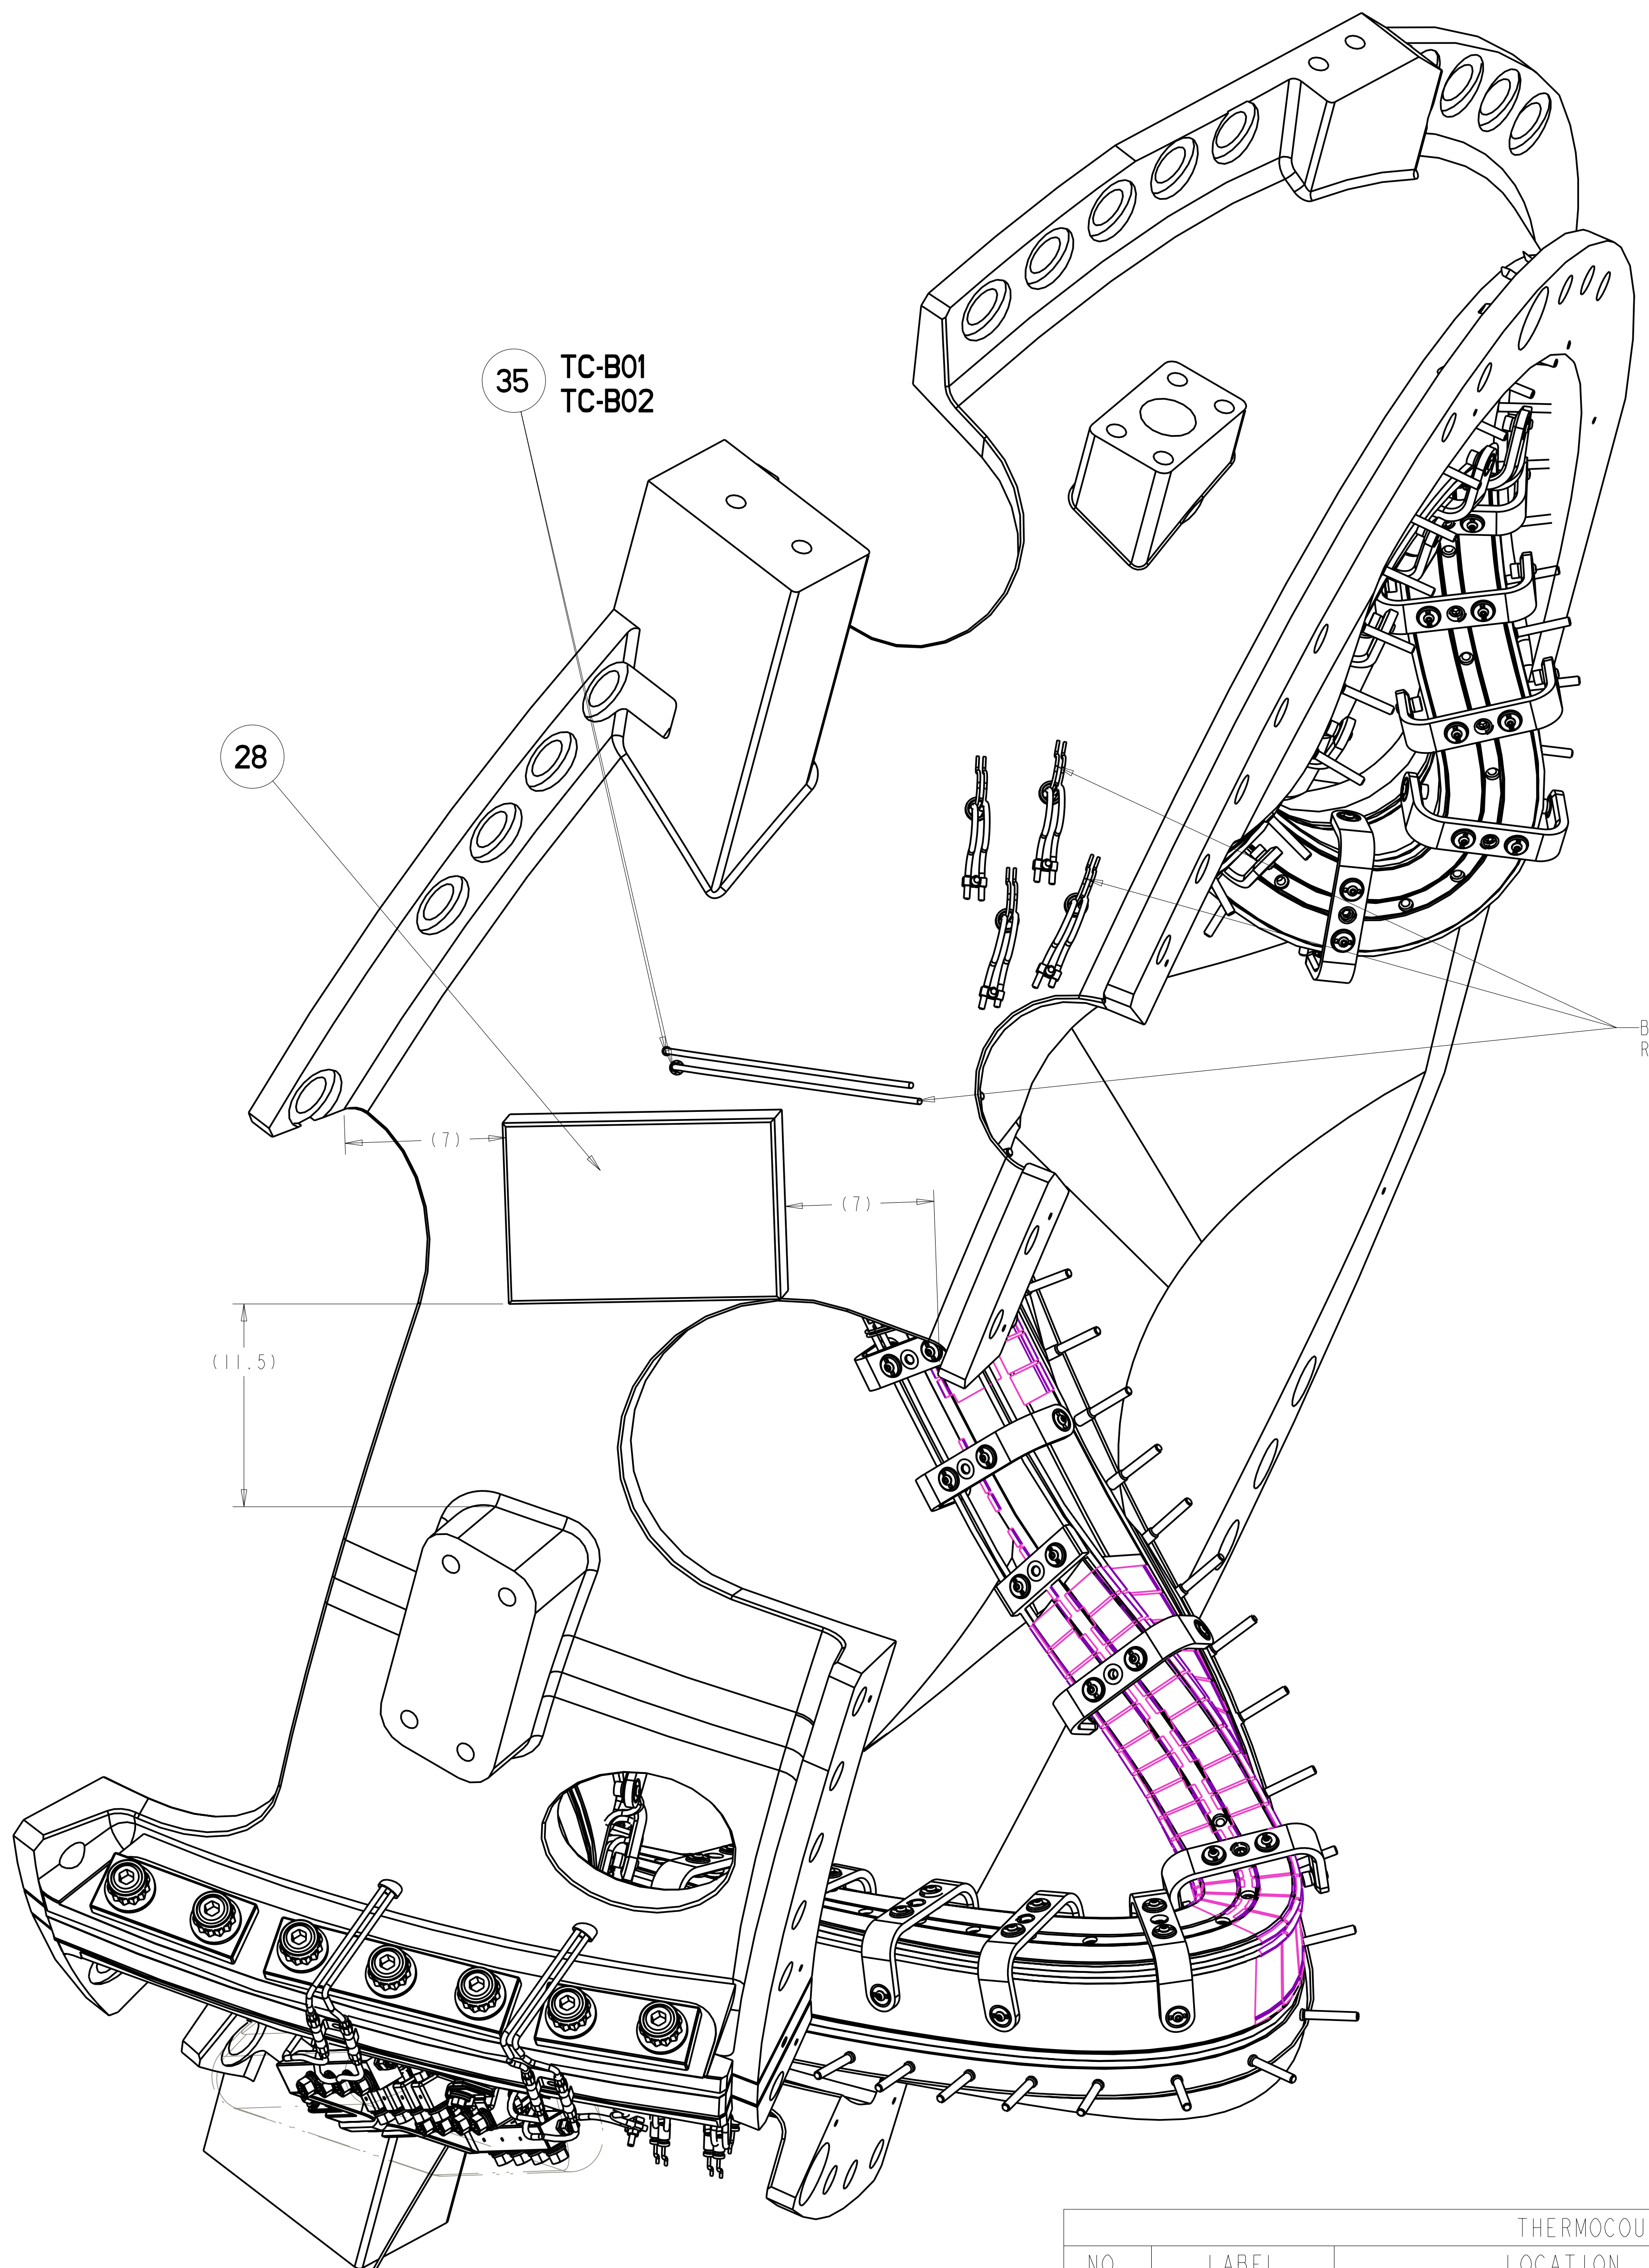 35 TC-B01
TC-B02
28
B
R
(7)
(7)
(11.5)
THERMOCOU
NO. LABEL LOCATION